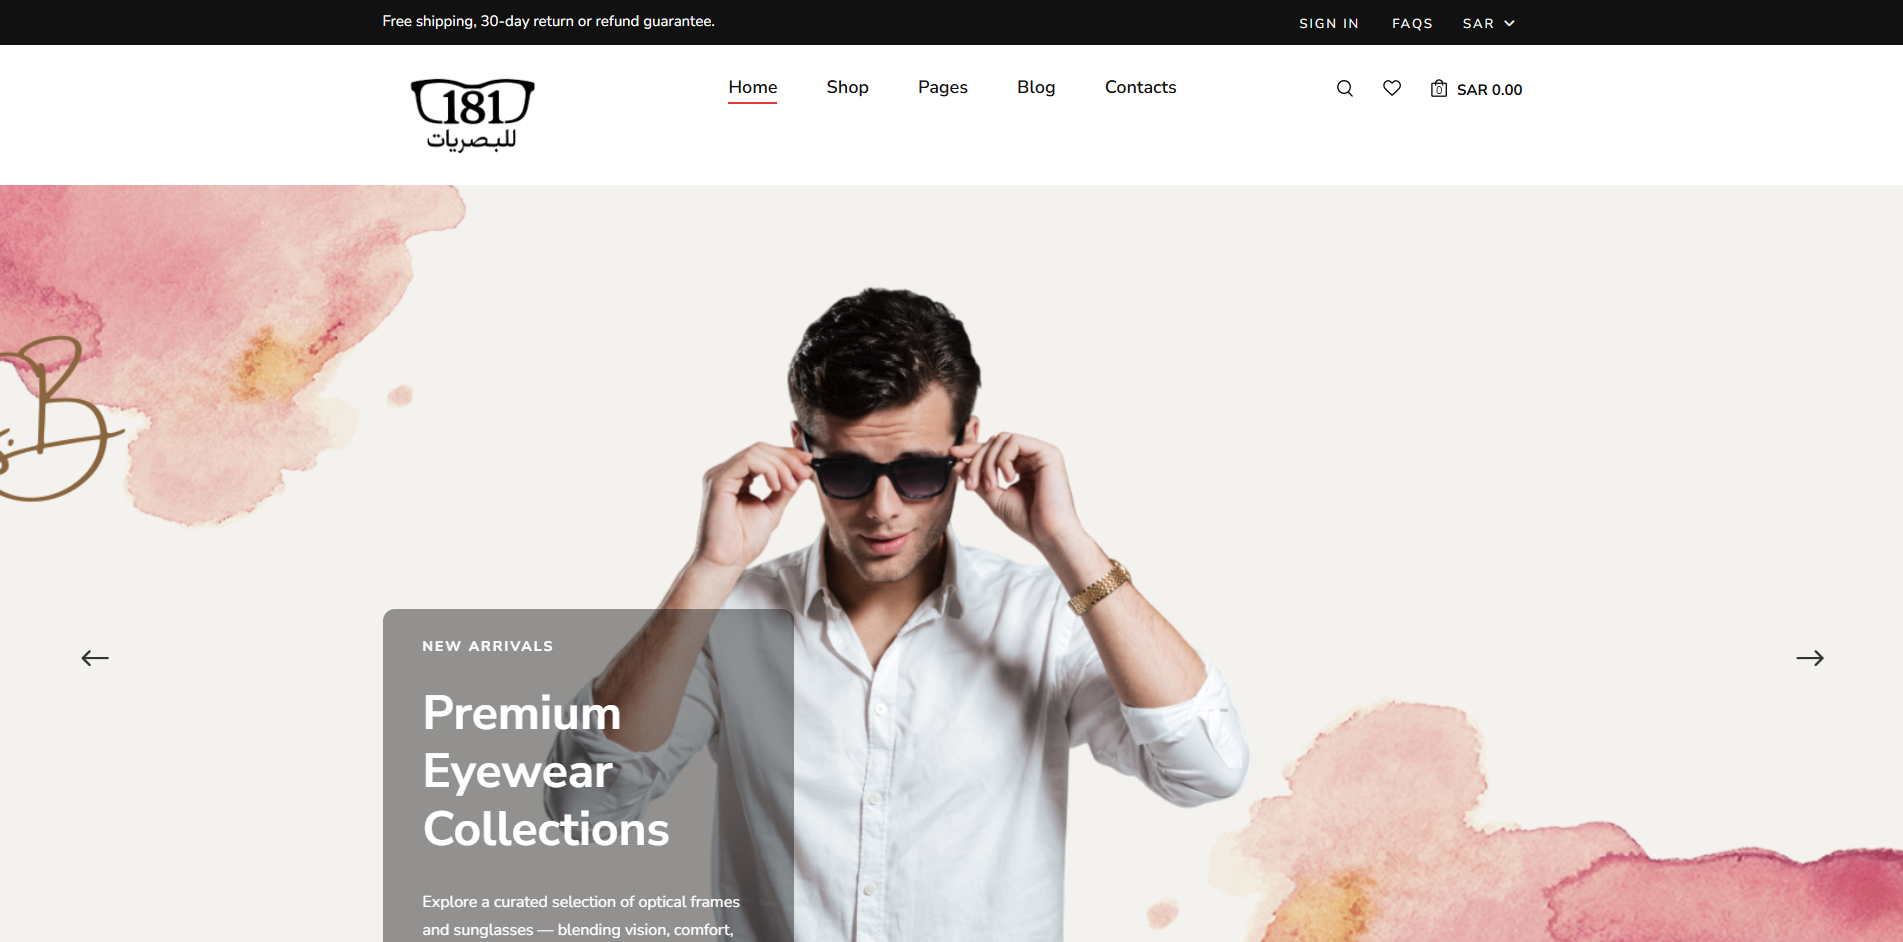 Free shipping, 30-day return or refund guarantee.
SIGN IN FAQS SAR
181
للبصريات
Home Shop Pages Blog Contacts
0 SAR 0.00
B
NEW ARRIVALS
Premium
Eyewear
Collections
Explore a curated selection of optical frames
and sunglasses — blending vision, comfort,